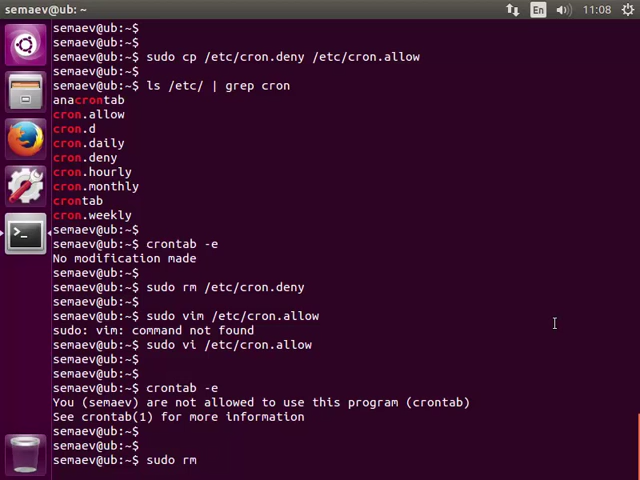 semaev@ub: ~
En
11:08
semaev@ub:~$
semaev@ub:~$
semaev@ub:~$ sudo cp /etc/cron.deny /etc/cron.allow
semaev@ub:~$
semaev@ub:~$ ls /etc/ | grep cron
anacrontab
cron.allow
cron.d
cron.daily
cron.deny
cron.hourly
cron.monthly
crontab
cron.weekly
semaev@ub:~$
semaev@ub:~$ crontab -e
No modification made
semaev@ub:~$
semaev@ub:~$ sudo rm /etc/cron.deny
semaev@ub:~$
semaev@ub:~$ sudo vim /etc/cron.allow
sudo: vim: command not found
semaev@ub:~$ sudo vi /etc/cron.allow
semaev@ub:~$
semaev@ub:~$
semaev@ub:~$ crontab -e
You (semaev) are not allowed to use this program (crontab)
See crontab(1) for more information
semaev@ub:~$
semaev@ub:~$
semaev@ub:~$ sudo rm